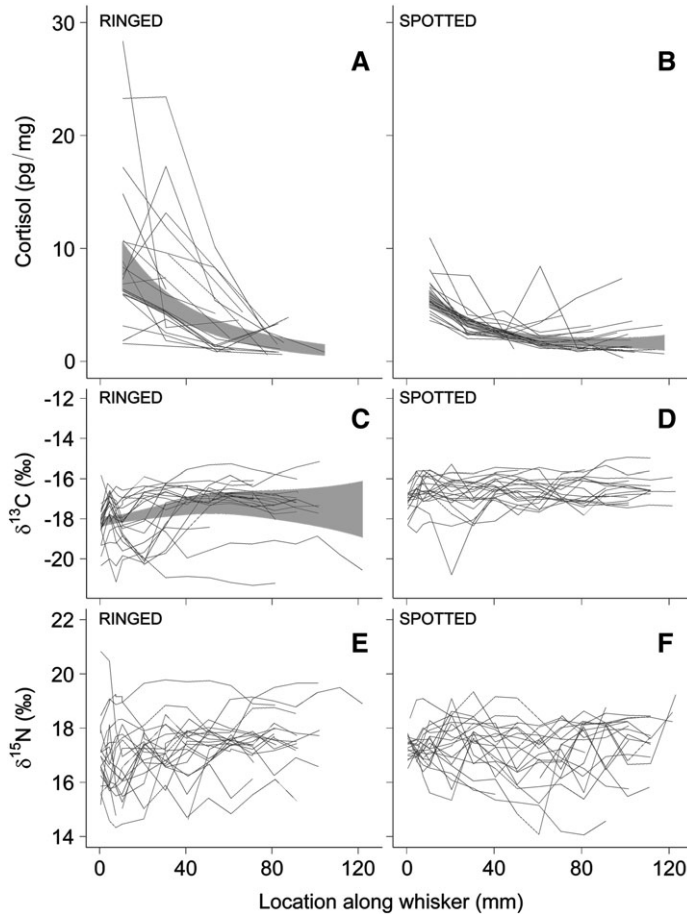 RINGED
SPOTTED
A
B
30
20
10
0
Cortisol (pg/mg)
RINGED
SPOTTED
C
D
-12
-14
-16
-18
-20
δ13C (‰)
RINGED
SPOTTED
E
F
22
20
18
16
14
δ15N (‰)
0 40 80 120 0 40 80 120
Location along whisker (mm)